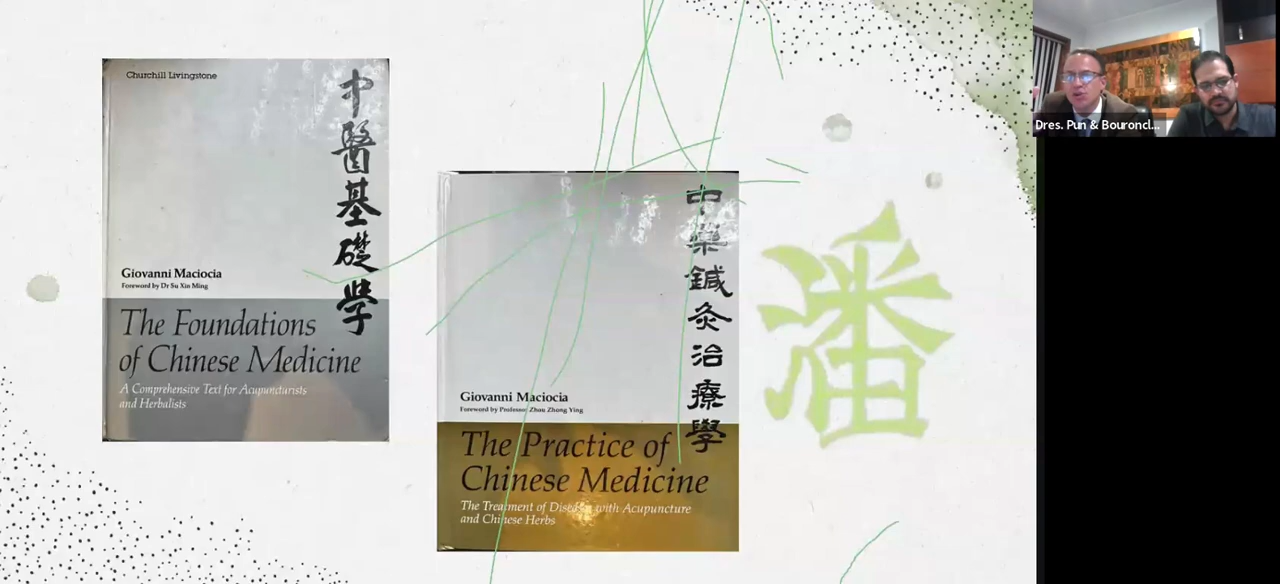 Churchill Livingstone
中醫基礎學
Giovanni Maciocia
Foreword by Dr Su Xin Ming
The Foundations
of Chinese Medicine
A Comprehensive Text for Acupuncturists
and Herbalists
中藥鍼灸治療學
Giovanni Maciocia
Foreword by Professor Zhou Zhong Ying
The Practice of
Chinese Medicine
The Treatment of Disease with Acupuncture
and Chinese Herbs
潘
Dres. Pun & Bouroncl...